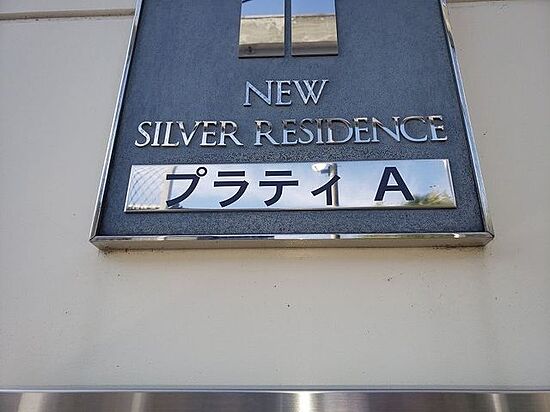 NEW
SILVER RESIDENCE
プラティ A